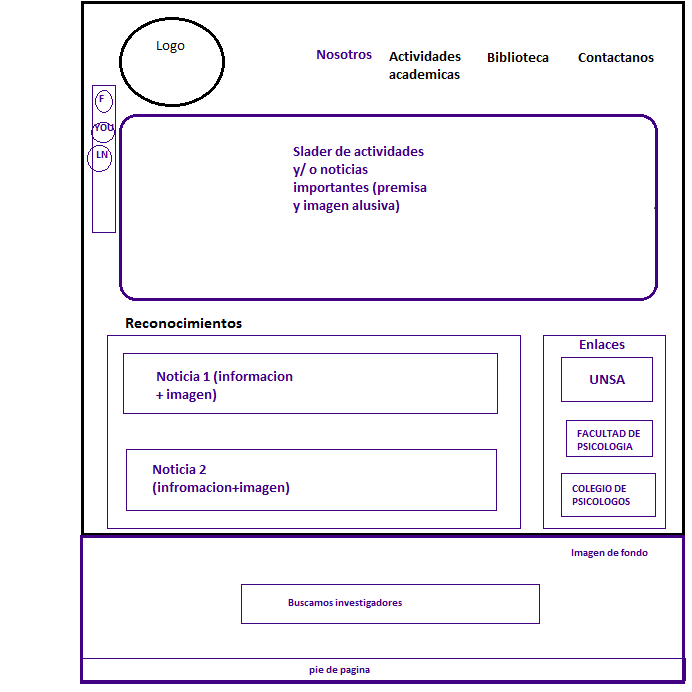 Logo
Nosotros
Actividades
academicas
Biblioteca
Contactanos
F
YOU
LN
Slader de actividades
y/ o noticias
importantes (premisa
y imagen alusiva)
Reconocimientos
Noticia 1 (informacion
+ imagen)
Noticia 2
(infromacion+imagen)
Enlaces
UNSA
FACULTAD DE
PSICOLOGIA
COLEGIO DE
PSICOLOGOS
Imagen de fondo
Buscamos investigadores
pie de pagina